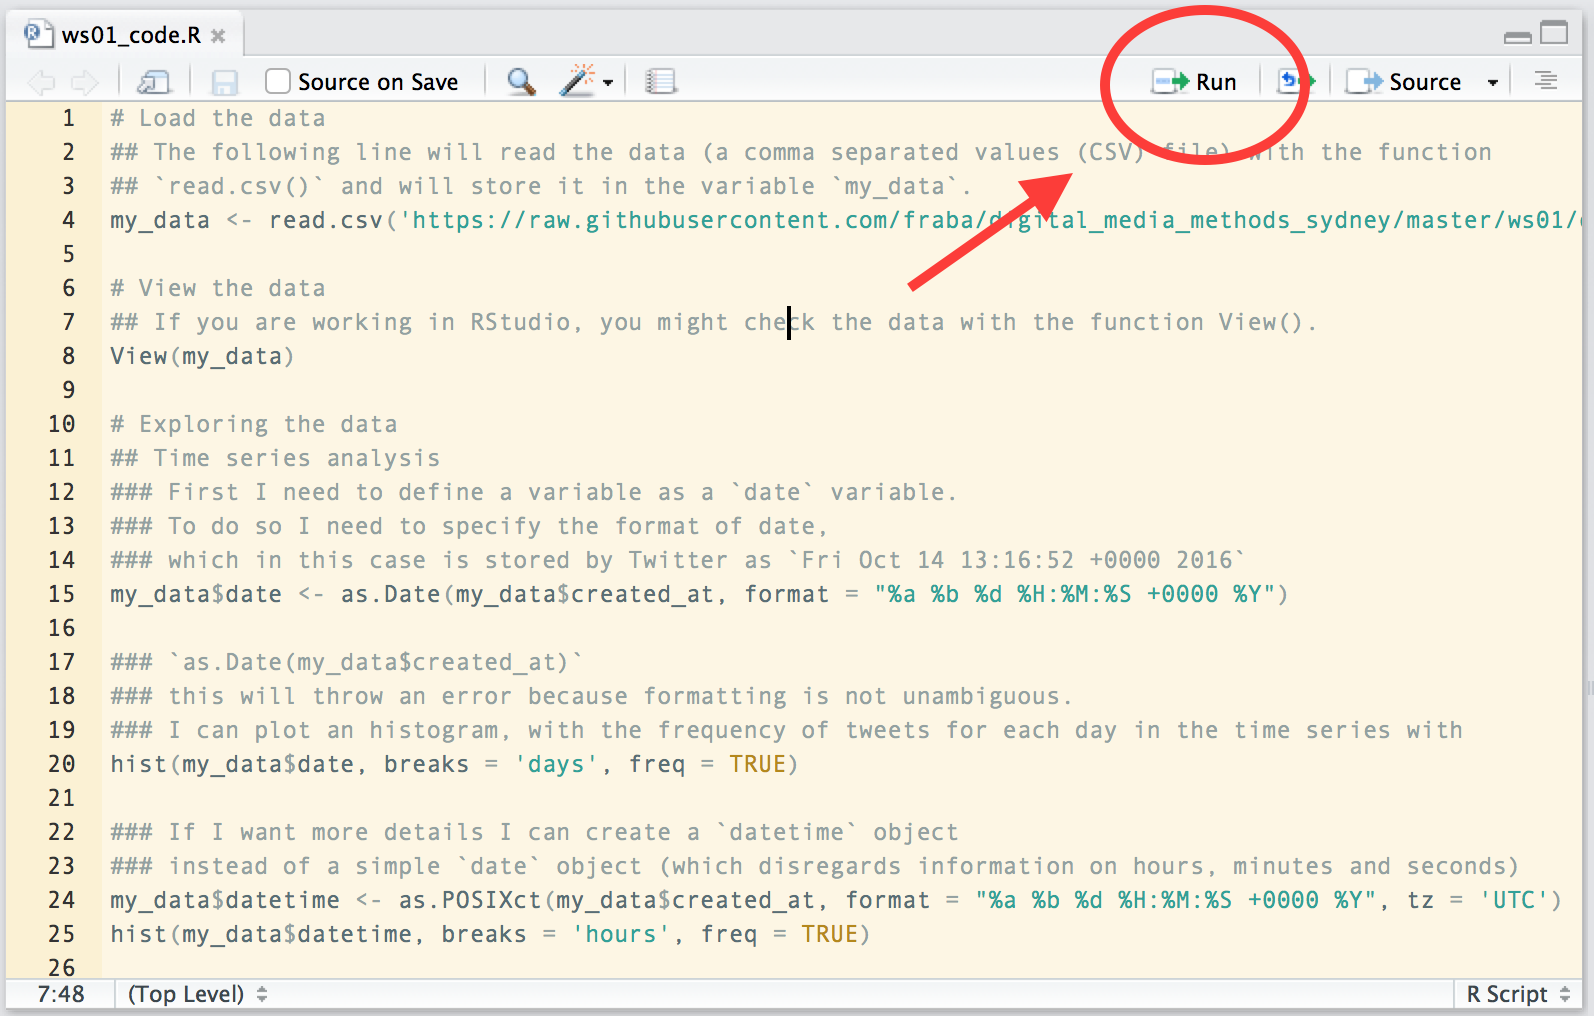 ws01_code.R
Source on Save
Run
Source
1 # Load the data
2 ## The following line will read the data (a comma separated values (CSV) file) with the function
3 ## `read.csv()` and will store it in the variable `my_data`.
4 my_data <- read.csv('https://raw.githubusercontent.com/fraba/digital_media_methods_sydney/master/ws01/
5
6 # View the data
7 ## If you are working in RStudio, you might check the data with the function View().
8 View(my_data)
9
10 # Exploring the data
11 ## Time series analysis
12 ### First I need to define a variable as a `date` variable.
13 ### To do so I need to specify the format of date,
14 ### which in this case is stored by Twitter as `Fri Oct 14 13:16:52 +0000 2016`
15 my_data$date <- as.Date(my_data$created_at, format = "%a %b %d %H:%M:%S +0000 %Y")
16
17 ### `as.Date(my_data$created_at)`
18 ### this will throw an error because formatting is not unambiguous.
19 ### I can plot an histogram, with the frequency of tweets for each day in the time series with
20 hist(my_data$date, breaks = 'days', freq = TRUE)
21
22 ### If I want more details I can create a `datetime` object
23 ### instead of a simple `date` object (which disregards information on hours, minutes and seconds)
24 my_data$datetime <- as.POSIXct(my_data$created_at, format = "%a %b %d %H:%M:%S +0000 %Y", tz = 'UTC')
25 hist(my_data$datetime, breaks = 'hours', freq = TRUE)
26
7:48 (Top Level) R Script